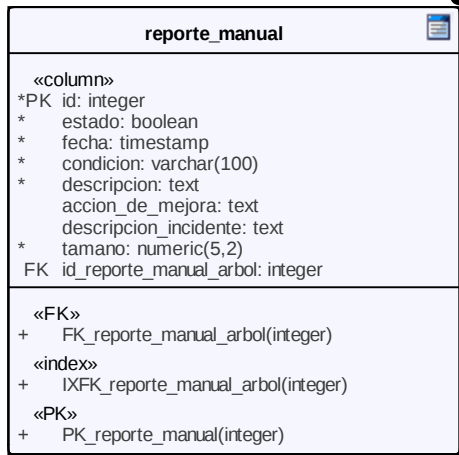 reporte_manual
«column»
*PK id: integer
* estado: boolean
* fecha: timestamp
* condicion: varchar(100)
* descripcion: text
accion_de_mejora: text
descripcion_incidente: text
* tamano: numeric(5,2)
FK id_reporte_manual_arbol: integer
«FK»
+ FK_reporte_manual_arbol(integer)
«index»
+ IXFK_reporte_manual_arbol(integer)
«PK»
+ PK_reporte_manual(integer)